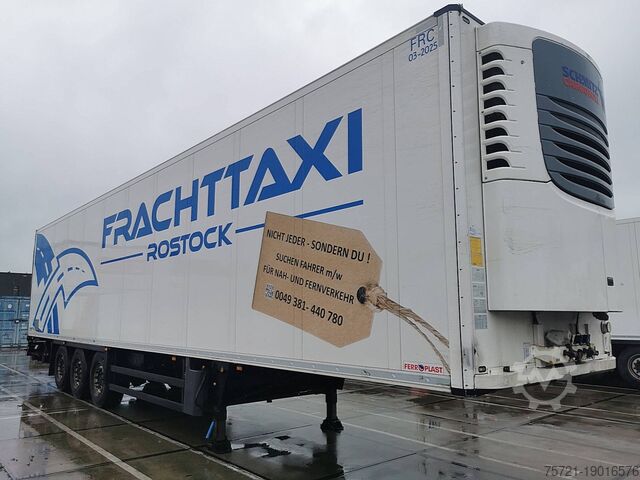 FRC
03-2025
SCHMITZ
CARGOBULL
FRACHTTAXI
ROSTOCK
NICHT JEDER - SONDERN DU !
SUCHEN FAHRER m/w
FÜR NAH- UND FERNVERKEHR
0049 381- 440 780
FERROPLAST
75721-19016576